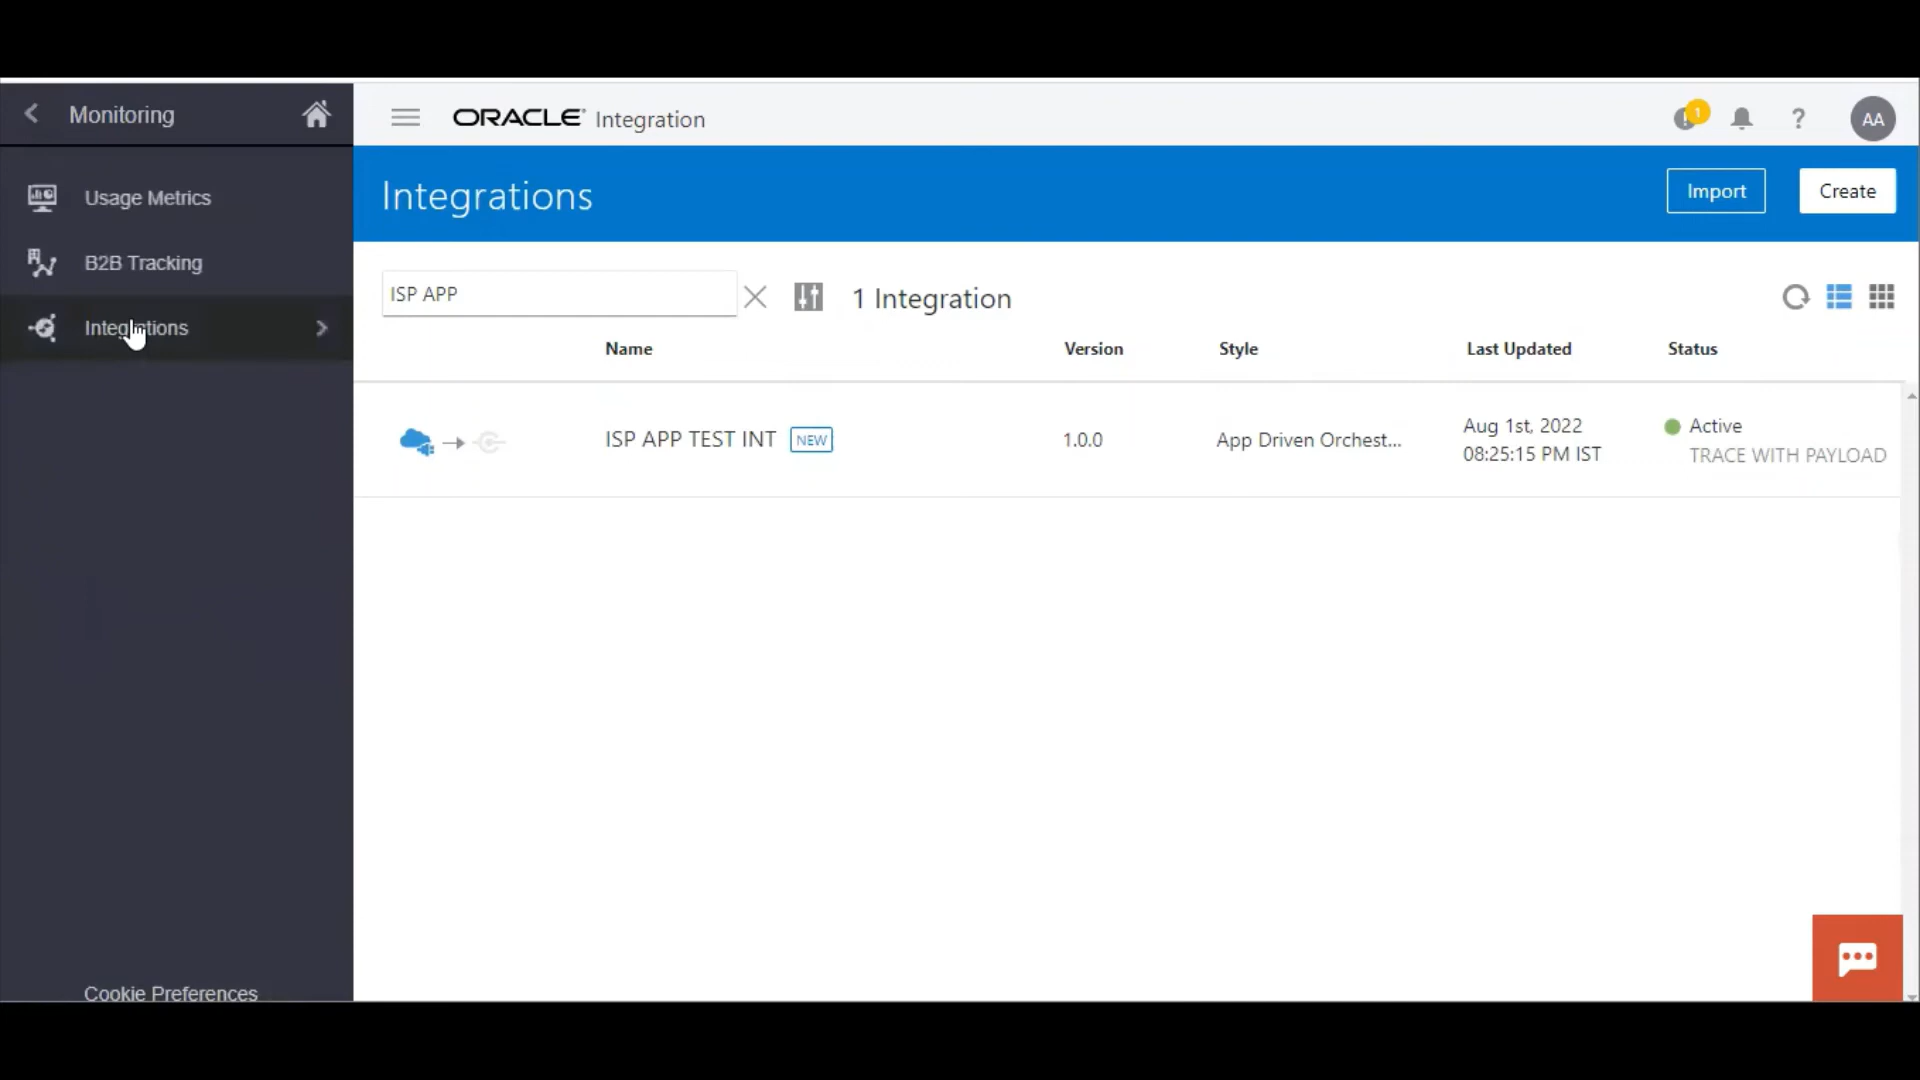 Monitoring
ORACLE Integration
1
?
AA
Usage Metrics
Integrations
Import
Create
B2B Tracking
ISP APP
1 Integration
Integrations
Name
Version
Style
Last Updated
Status
ISP APP TEST INT
NEW
1.0.0
App Driven Orchest...
Aug 1st, 2022
08:25:15 PM IST
Active
TRACE WITH PAYLOAD
Cookie Preferences